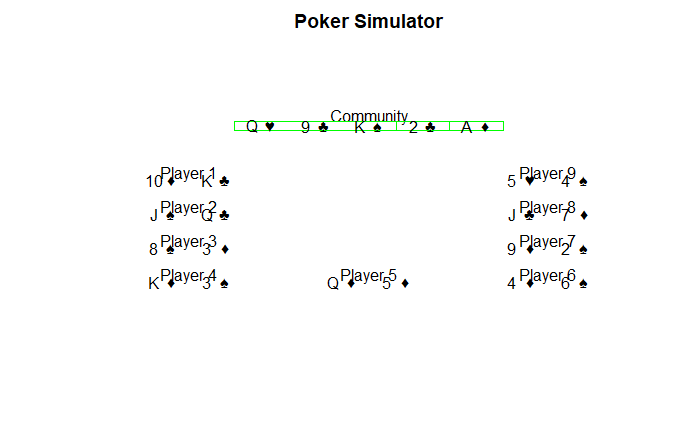 Poker Simulator
Community
Q ♥ 9 ♣ K ♠ 2 ♣ A ♦
Player 1
10 ♦ K ♣
Player 2
J ♠ Q ♣
Player 3
8 ♠ 3 ♦
Player 4
K ♦ 3 ♠
Player 5
Q ♦ 5 ♦
Player 9
5 ♥ 4 ♠
Player 8
J ♣ 7 ♦
Player 7
9 ♦ 2 ♠
Player 6
4 ♦ 6 ♠